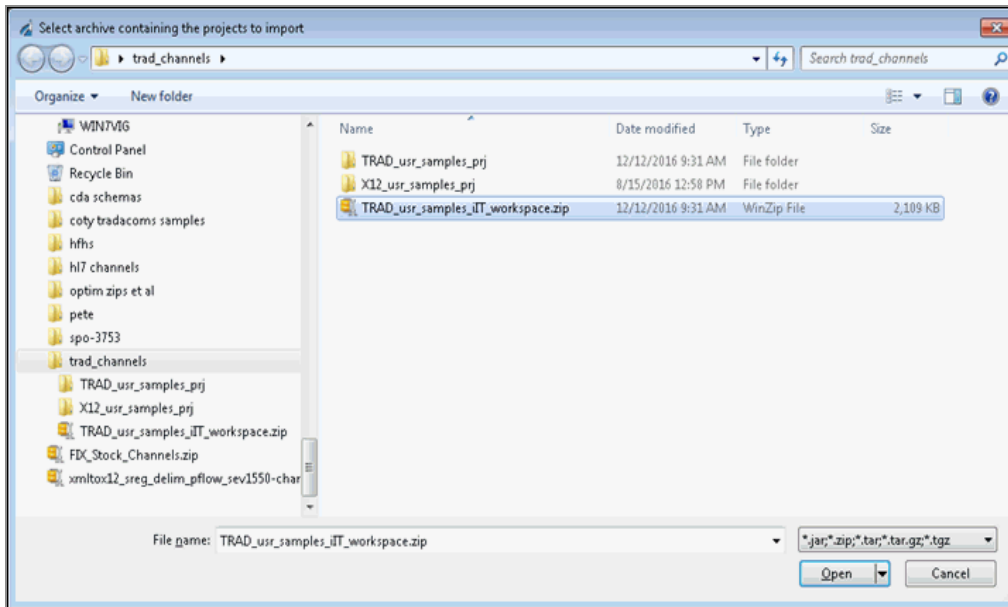 Select archive containing the projects to import
trad_channels
Search trad_channels
Organize
New folder
WIN7VIG
Control Panel
Recycle Bin
cda schemas
coty tradacoms samples
hfhs
hl7 channels
optim zips et al
pete
spo-3753
trad_channels
TRAD_usr_samples_prj
X12_usr_samples_prj
TRAD_usr_samples_iIT_workspace.zip
FIX_Stock_Channels.zip
xmltox12_sreg_delim_pflow_sev1550-char
Name Date modified Type Size
TRAD_usr_samples_prj 12/12/2016 9:31 AM File folder
X12_usr_samples_prj 8/15/2016 12:58 PM File folder
TRAD_usr_samples_iIT_workspace.zip 12/12/2016 9:31 AM WinZip File 2,109 KB
File name: TRAD_usr_samples_iIT_workspace.zip
*.jar;*.zip;*.tar;*.tar.gz;*.tgz
Open
Cancel